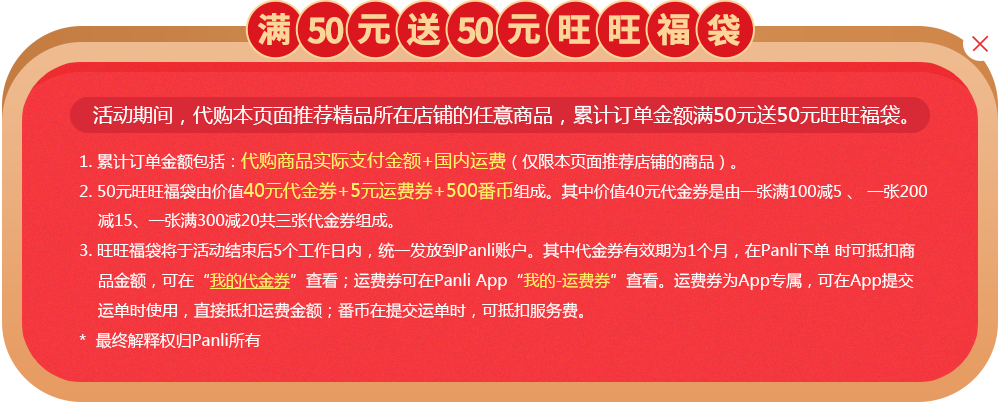 满50元送50元旺旺福袋
活动期间，代购本页面推荐精品所在店铺的任意商品，累计订单金额满50元送50元旺旺福袋。
1. 累计订单金额包括：代购商品实际支付金额+国内运费（仅限本页面推荐店铺的商品）。
2. 50元旺旺福袋由价值40元代金券+5元运费券+500番币组成。其中价值40元代金券是由一张满100减5 、 一张200
减15、一张满300减20共三张代金券组成。
3. 旺旺福袋将于活动结束后5个工作日内，统一发放到Panli账户。其中代金券有效期为1个月，在Panli下单 时可抵扣商
品金额，可在“我的代金券”查看；运费券可在Panli App“我的-运费券”查看。运费券为App专属，可在App提交
运单时使用，直接抵扣运费金额；番币在提交运单时，可抵扣服务费。
* 最终解释权归Panli所有